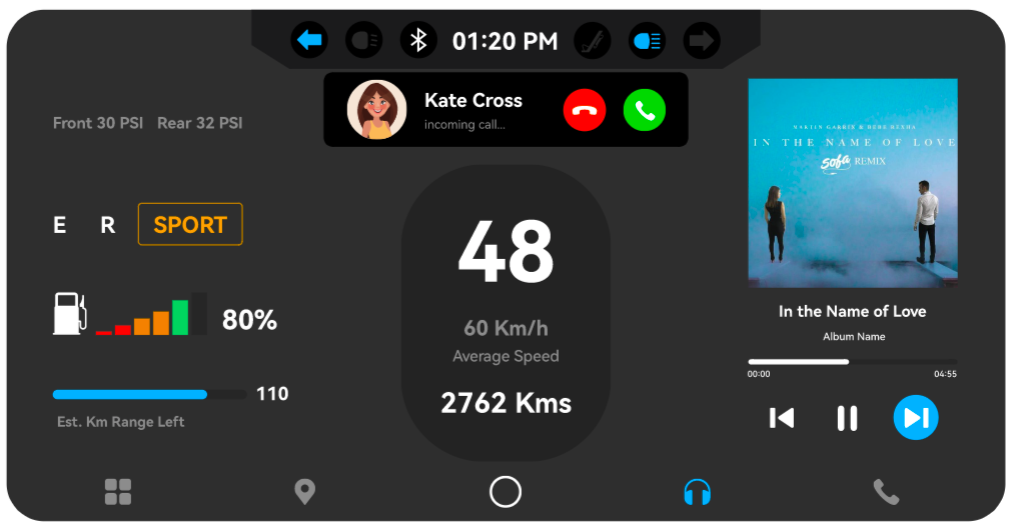 01:20 PM
Kate Cross
incoming call...
Front 30 PSI Rear 32 PSI
E R SPORT
80%
110
Est. Km Range Left
48
60 Km/h
Average Speed
2762 Kms
MARTIN GARRIX & BEBE REXHA
IN THE NAME OF LOVE
Sofa REMIX
In the Name of Love
Album Name
00:00 04:55